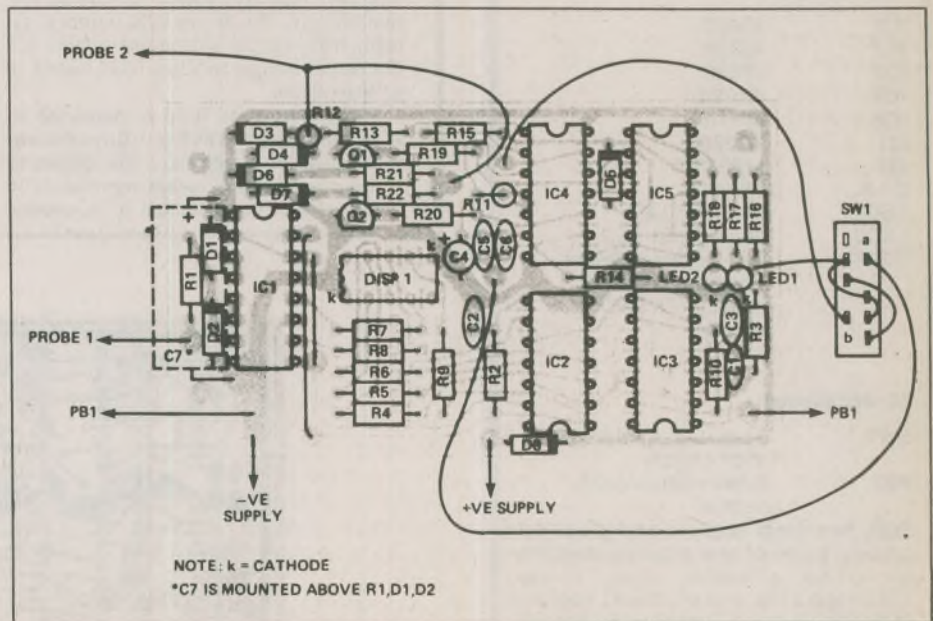 PROBE 2
R12
D3
R13
R15
D4
Q1
R19
D6
R21
D7
R22
RT1
Q2
R20
IC4
D5
IC5
R18
R17
R16
SW1
a
b
+
R1
D1
IC1
k
DISP 1
k
+
C4
C5
C6
R14
LED2
LED1
k
k
PROBE 1
C7 *
D2
R7
R8
R6
R5
R4
R9
C2
R2
IC2
IC3
R10
C3
C1
R3
PB1
PB1
D8
–VE
SUPPLY
+VE SUPPLY
NOTE: k = CATHODE
*C7 IS MOUNTED ABOVE R1,D1,D2